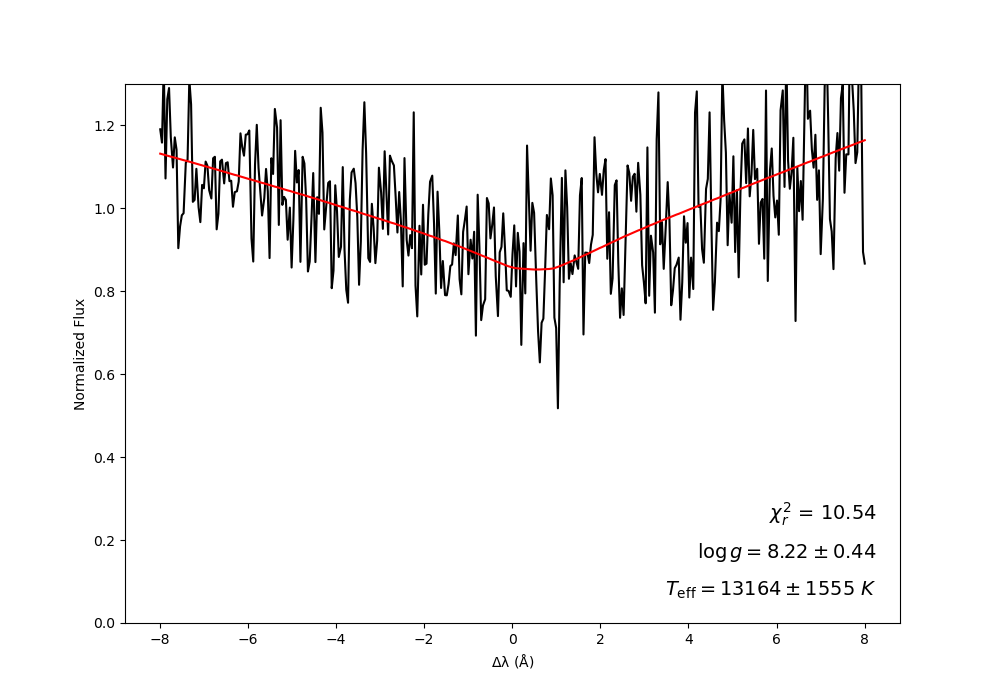 1.2
1.0
0.8
0.6
0.4
0.2
0.0
Normalized Flux
χ²ᵣ = 10.54
log g = 8.22 ± 0.44
T_eff = 13164 ± 1555 K
−8 −6 −4 −2 0 2 4 6 8
Δλ (Å)